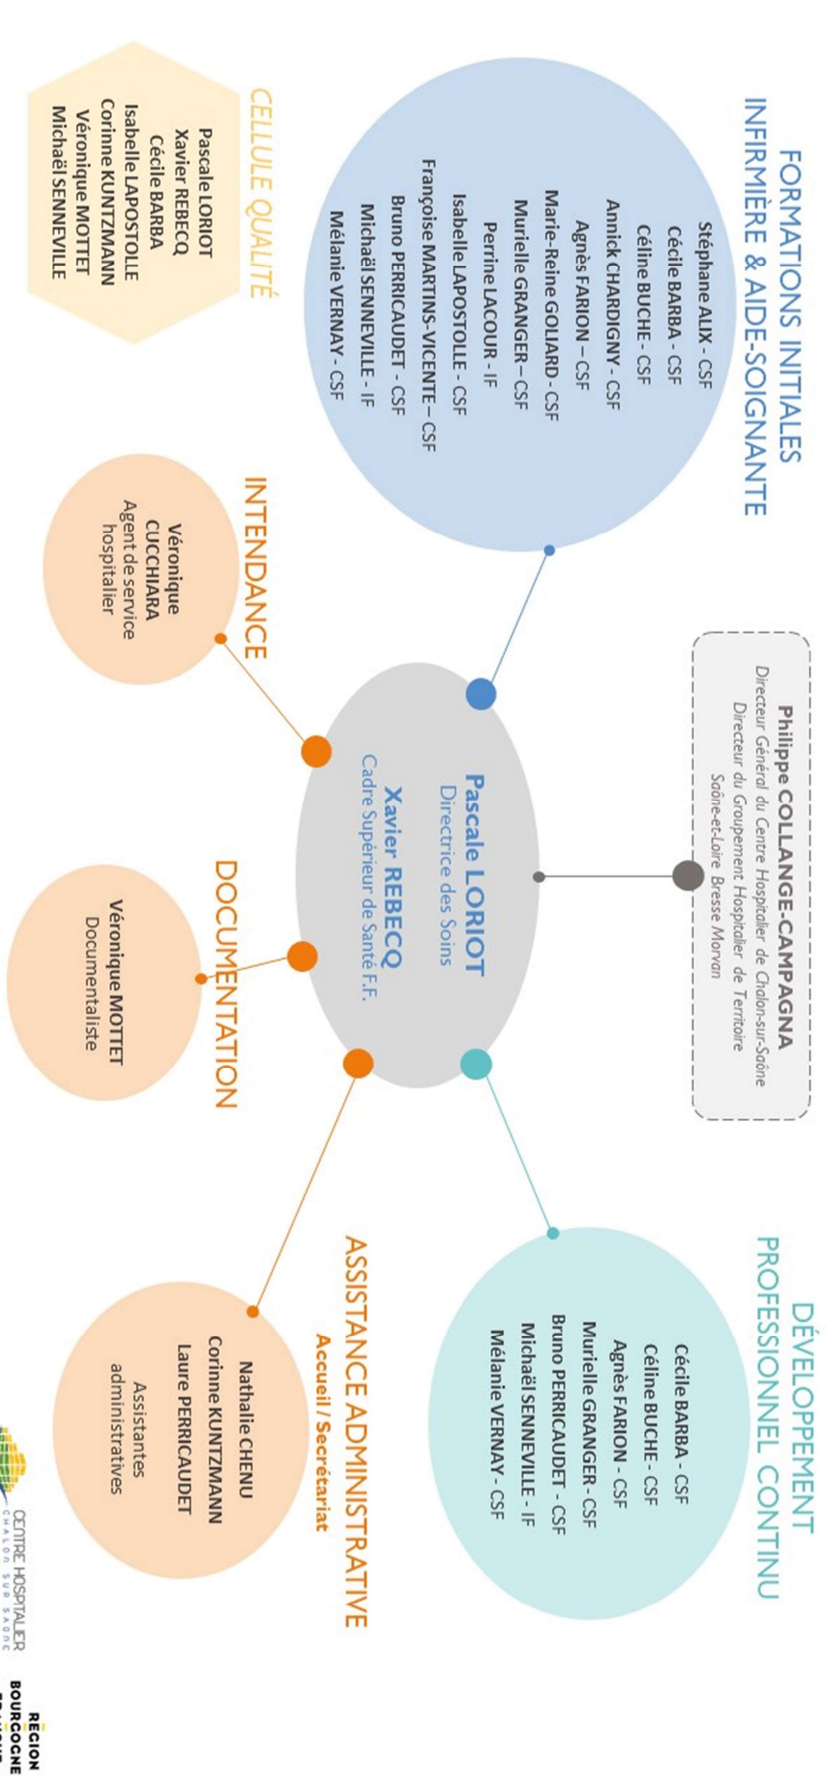 Philippe COLLANGE-CAMPAGNA
Directeur Général du Centre Hospitalier de Chalon-sur-Saône
Directeur du Groupement Hospitalier de Territoire
Saône-et-Loire Bresse Morvan
FORMATIONS INITIALES
INFIRMIÈRE & AIDE-SOIGNANTE
Stéphane ALIX - CSF
Cécile BARBA - CSF
Céline BUCHE - CSF
Annick CHARDIGNY - CSF
Agnès FARION – CSF
Marie-Reine GOLIARD - CSF
Murielle GRANGER – CSF
Perrine LACOUR - IF
Isabelle LAPOSTOLLE - CSF
Françoise MARTINS-VICENTE – CSF
Bruno PERRICAUDET - CSF
Michaël SENNEVILLE - IF
Mélanie VERNAY - CSF
Pascale LORIOT
Directrice des Soins
Xavier REBECQ
Cadre Supérieur de Santé F.F.
DÉVELOPPEMENT
PROFESSIONNEL CONTINU
Cécile BARBA - CSF
Céline BUCHE - CSF
Agnès FARION - CSF
Murielle GRANGER - CSF
Bruno PERRICAUDET - CSF
Michaël SENNEVILLE - IF
Mélanie VERNAY - CSF
CELLULE QUALITÉ
Pascale LORIOT
Xavier REBECQ
Cécile BARBA
Isabelle LAPOSTOLLE
Corinne KUNTZMANN
Véronique MOTTET
Michaël SENNEVILLE
INTENDANCE
Véronique
CUCCHIARA
Agent de service
hospitalier
DOCUMENTATION
Véronique MOTTET
Documentaliste
ASSISTANCE ADMINISTRATIVE
Accueil / Secrétariat
Nathalie CHENU
Corinne KUNTZMANN
Laure PERRICAUDET
Assistantes
administratives
CENTRE HOSPITALIER
CHALON SUR SAÔNE
REGION
BOURGOGNE